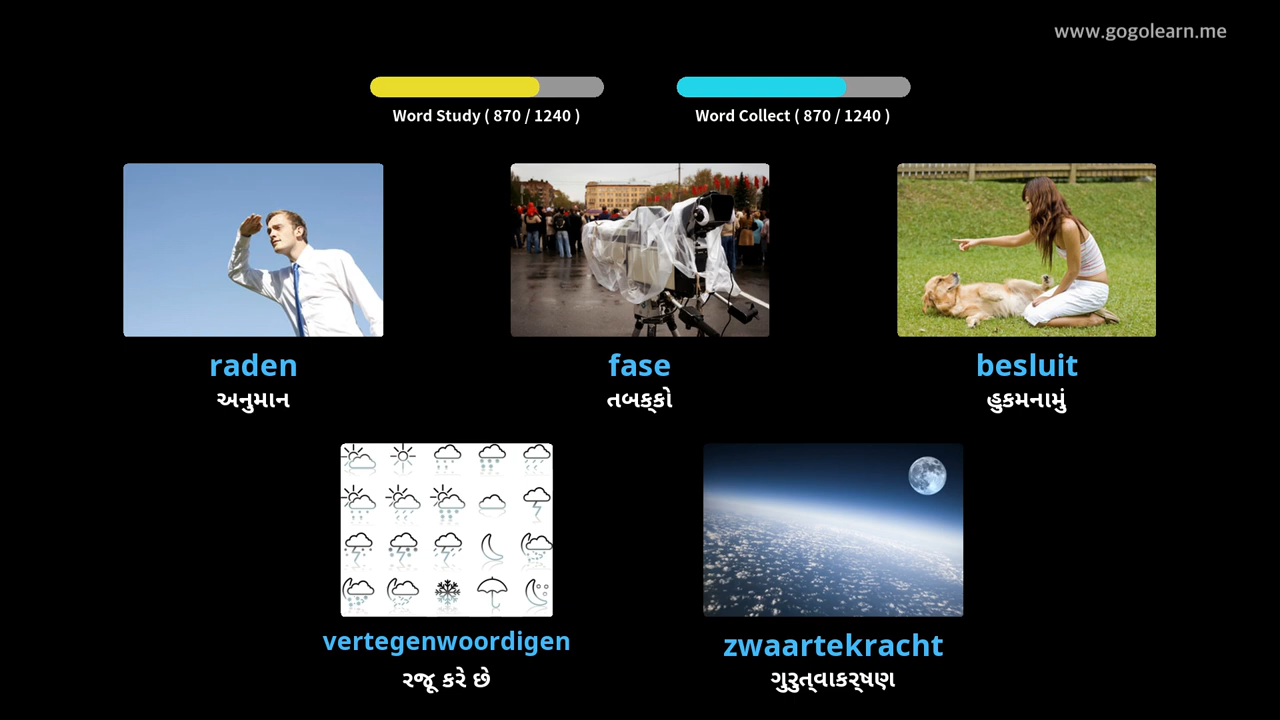 www.gogolearn.me
Word Study ( 870 / 1240 )
Word Collect ( 870 / 1240 )
raden
અનુમાન
fase
તબક્કો
besluit
હુકમનામું
vertegenwoordigen
રજૂ કરે છે
zwaartekracht
ગુરુત્વાકર્ષણ